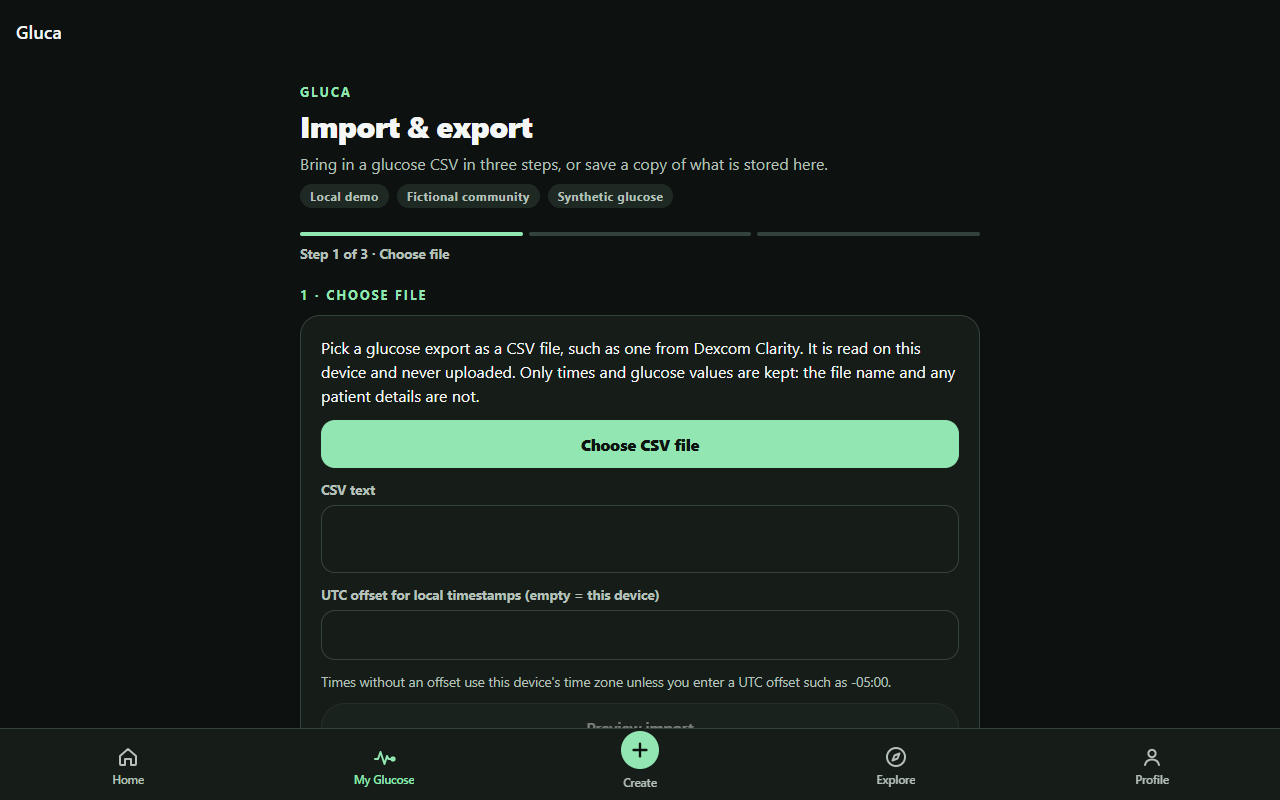 Gluca
GLUCA
Import & export
Bring in a glucose CSV in three steps, or save a copy of what is stored here.
Local demo
Fictional community
Synthetic glucose
Step 1 of 3 · Choose file
1 · CHOOSE FILE
Pick a glucose export as a CSV file, such as one from Dexcom Clarity. It is read on this
device and never uploaded. Only times and glucose values are kept: the file name and any
patient details are not.
Choose CSV file
CSV text
UTC offset for local timestamps (empty = this device)
Times without an offset use this device's time zone unless you enter a UTC offset such as -05:00.
Preview import
Home
My Glucose
Create
Explore
Profile